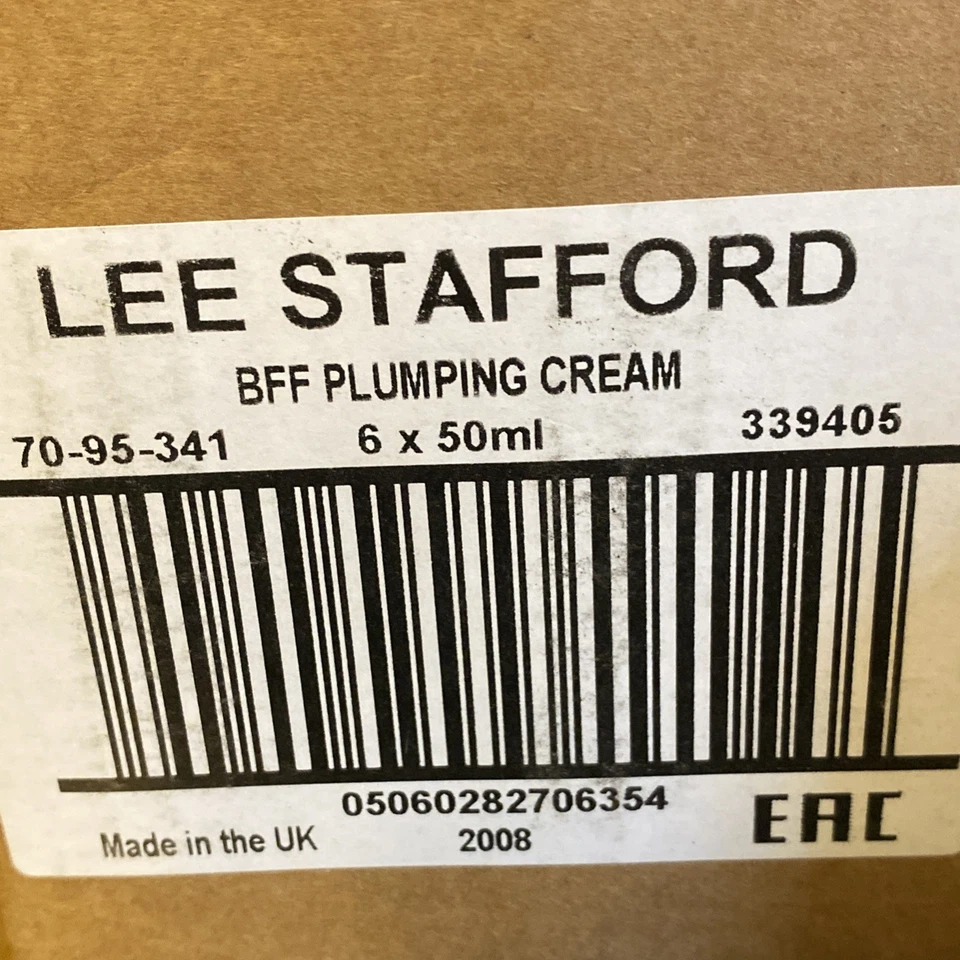 LEE STAFFORD
BFF PLUMPING CREAM
70-95-341 6 x 50ml 339405
05060282706354
Made in the UK 2008 EAC